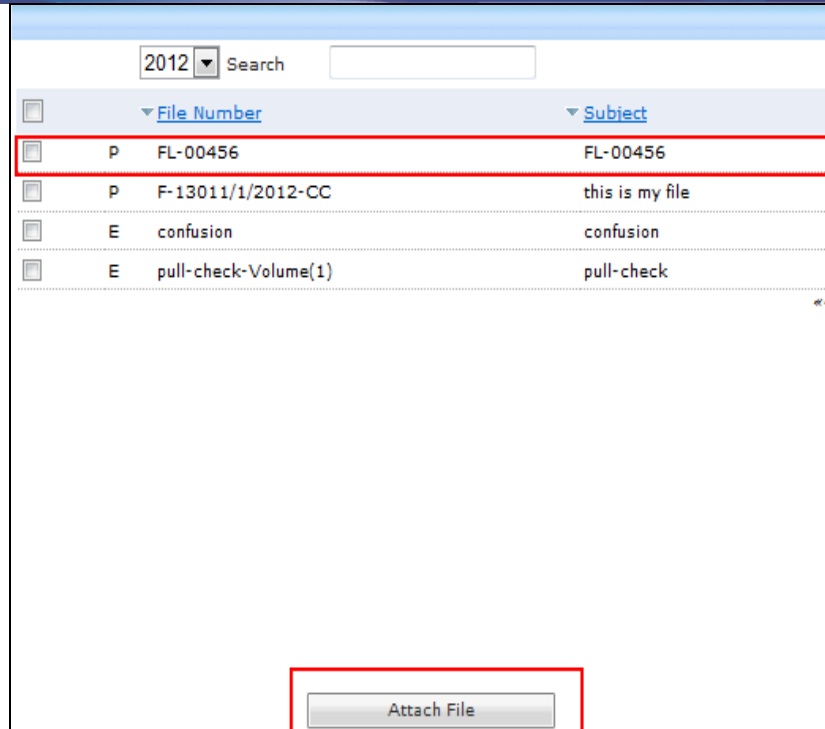 2012 Search
File Number Subject
P FL-00456 FL-00456
P F-13011/1/2012-CC this is my file
E confusion confusion
E pull-check-Volume(1) pull-check
Attach File